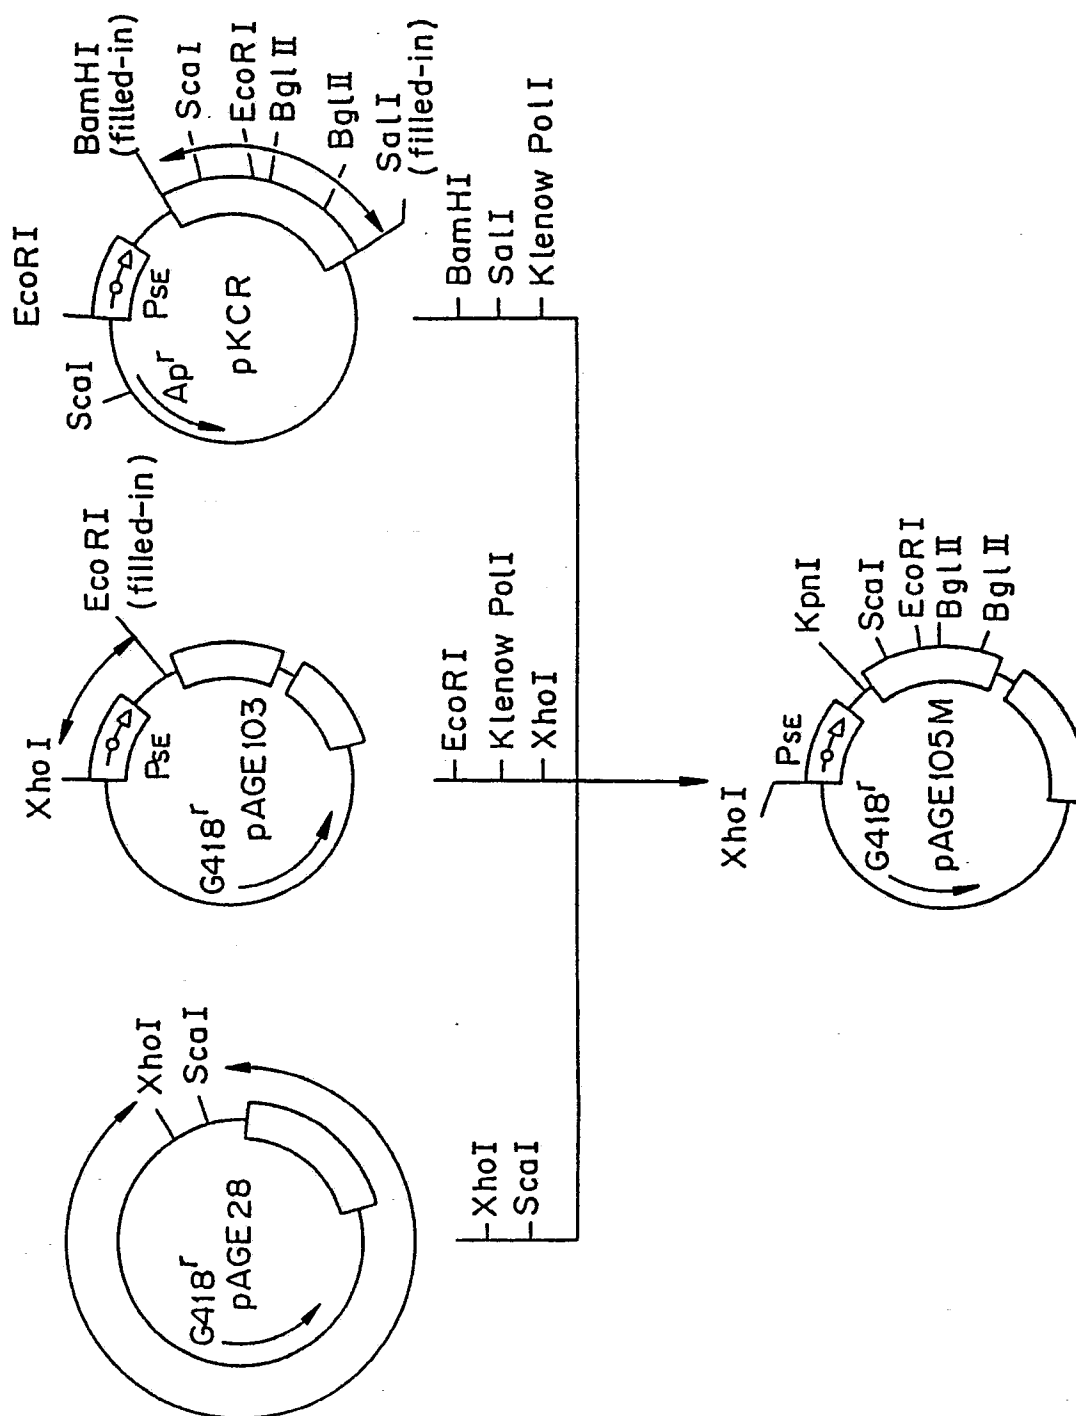 XhoI
ScaI
G418r
pAGE28
XhoI
ScaI
XhoI
EcoRI
(filled-in)
PSE
G418r
pAGE103
EcoRI
Klenow PolI
XhoI
EcoRI
ScaI
PSE
Apr
pKCR
BamHI
(filled-in)
ScaI
EcoRI
BglII
BglII
SalI
(filled-in)
BamHI
SalI
Klenow PolI
XhoI
PSE
KpnI
ScaI
EcoRI
BglII
BglII
G418r
pAGE105M